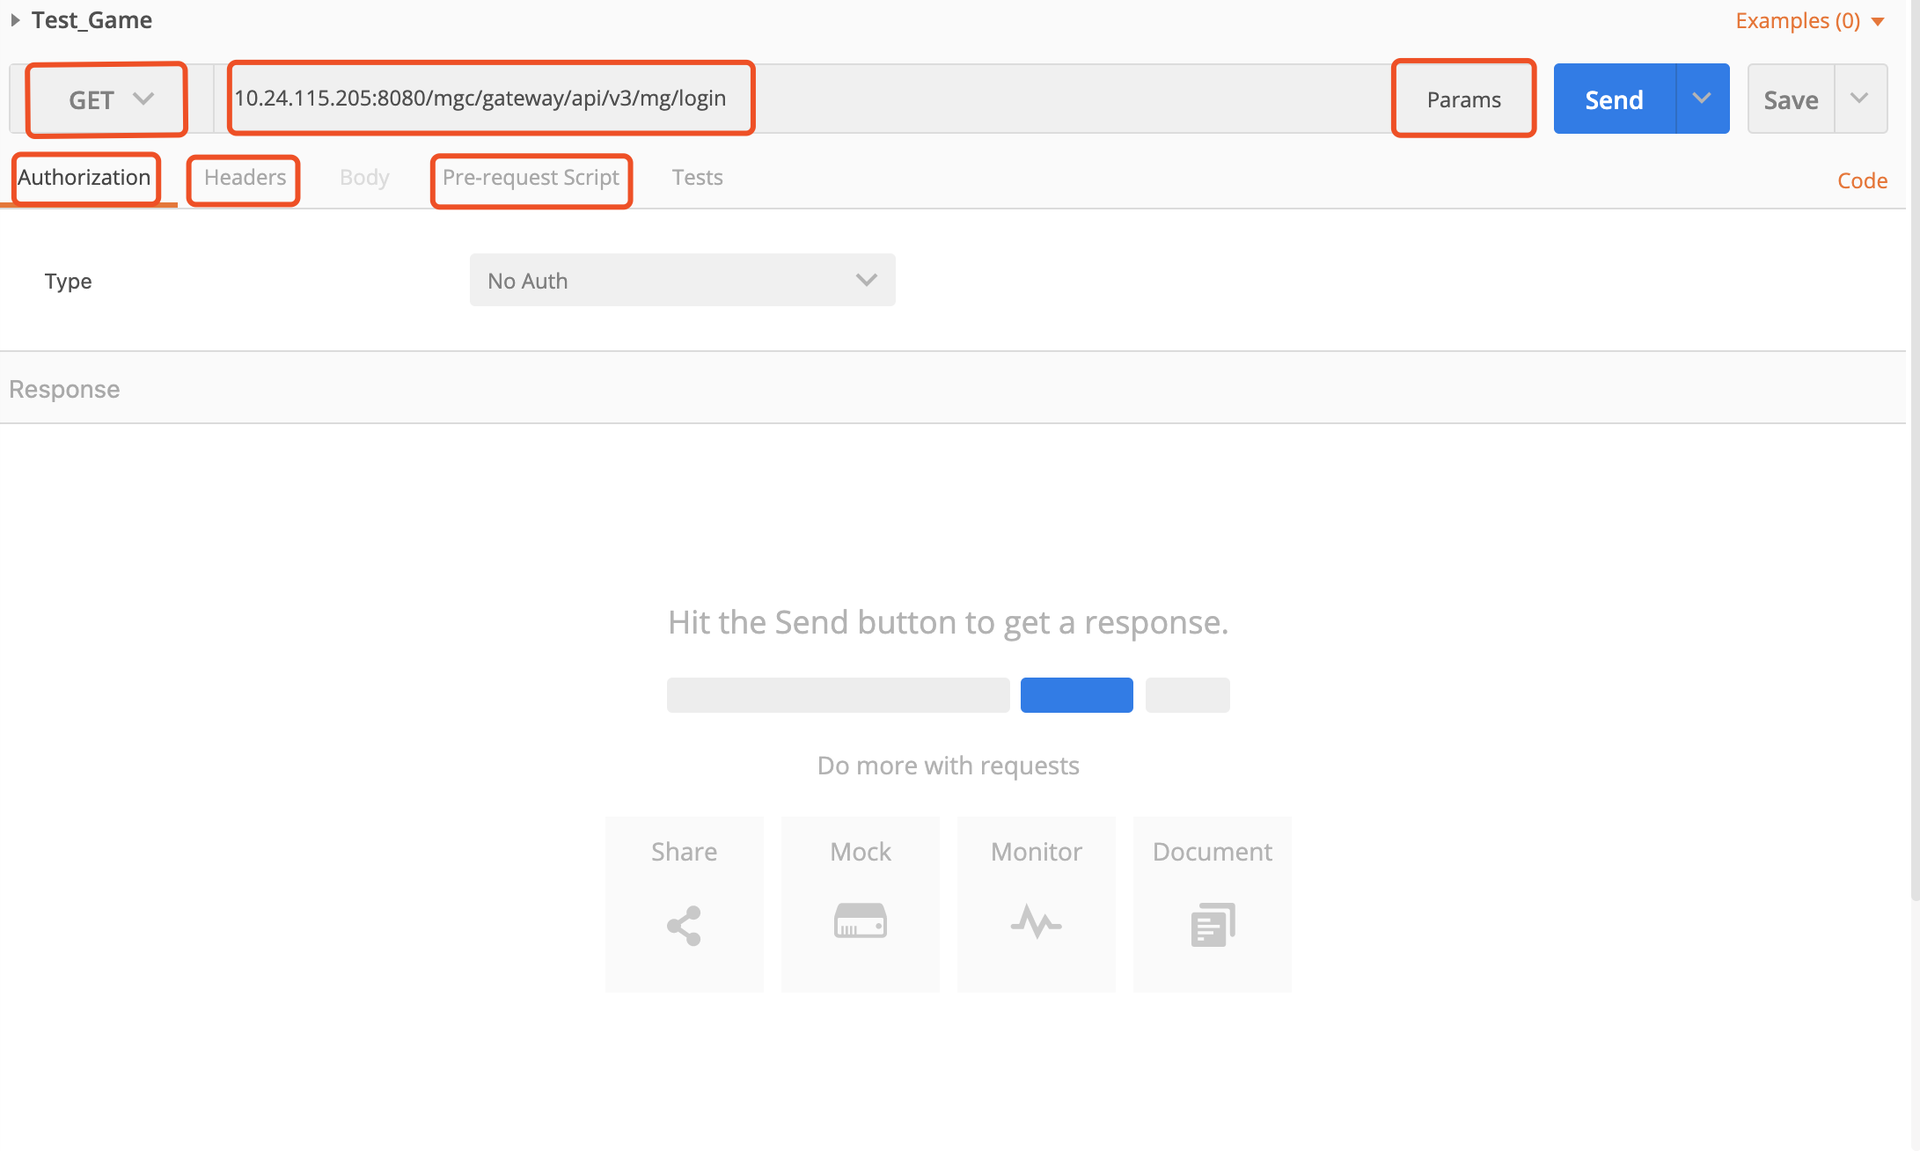 Test_Game
Examples (0)
GET
10.24.115.205:8080/mgc/gateway/api/v3/mg/login
Params
Send
Save
Authorization
Headers
Body
Pre-request Script
Tests
Code
Type
No Auth
Response
Hit the Send button to get a response.
Do more with requests
Share
Mock
Monitor
Document